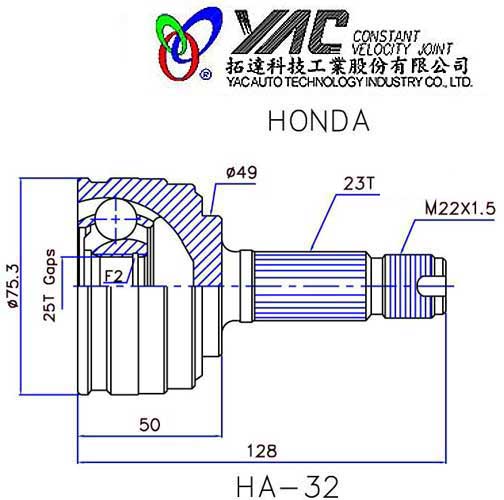 YAC CONSTANT
VELOCITY JOINT
®
拓達科技工業股份有限公司
YAC AUTO TECHNOLOGY INDUSTRY CO., LTD.
HONDA
ø49
23T
M22X1.5
ø75.3
25T Gaps
F2
50
128
HA-32